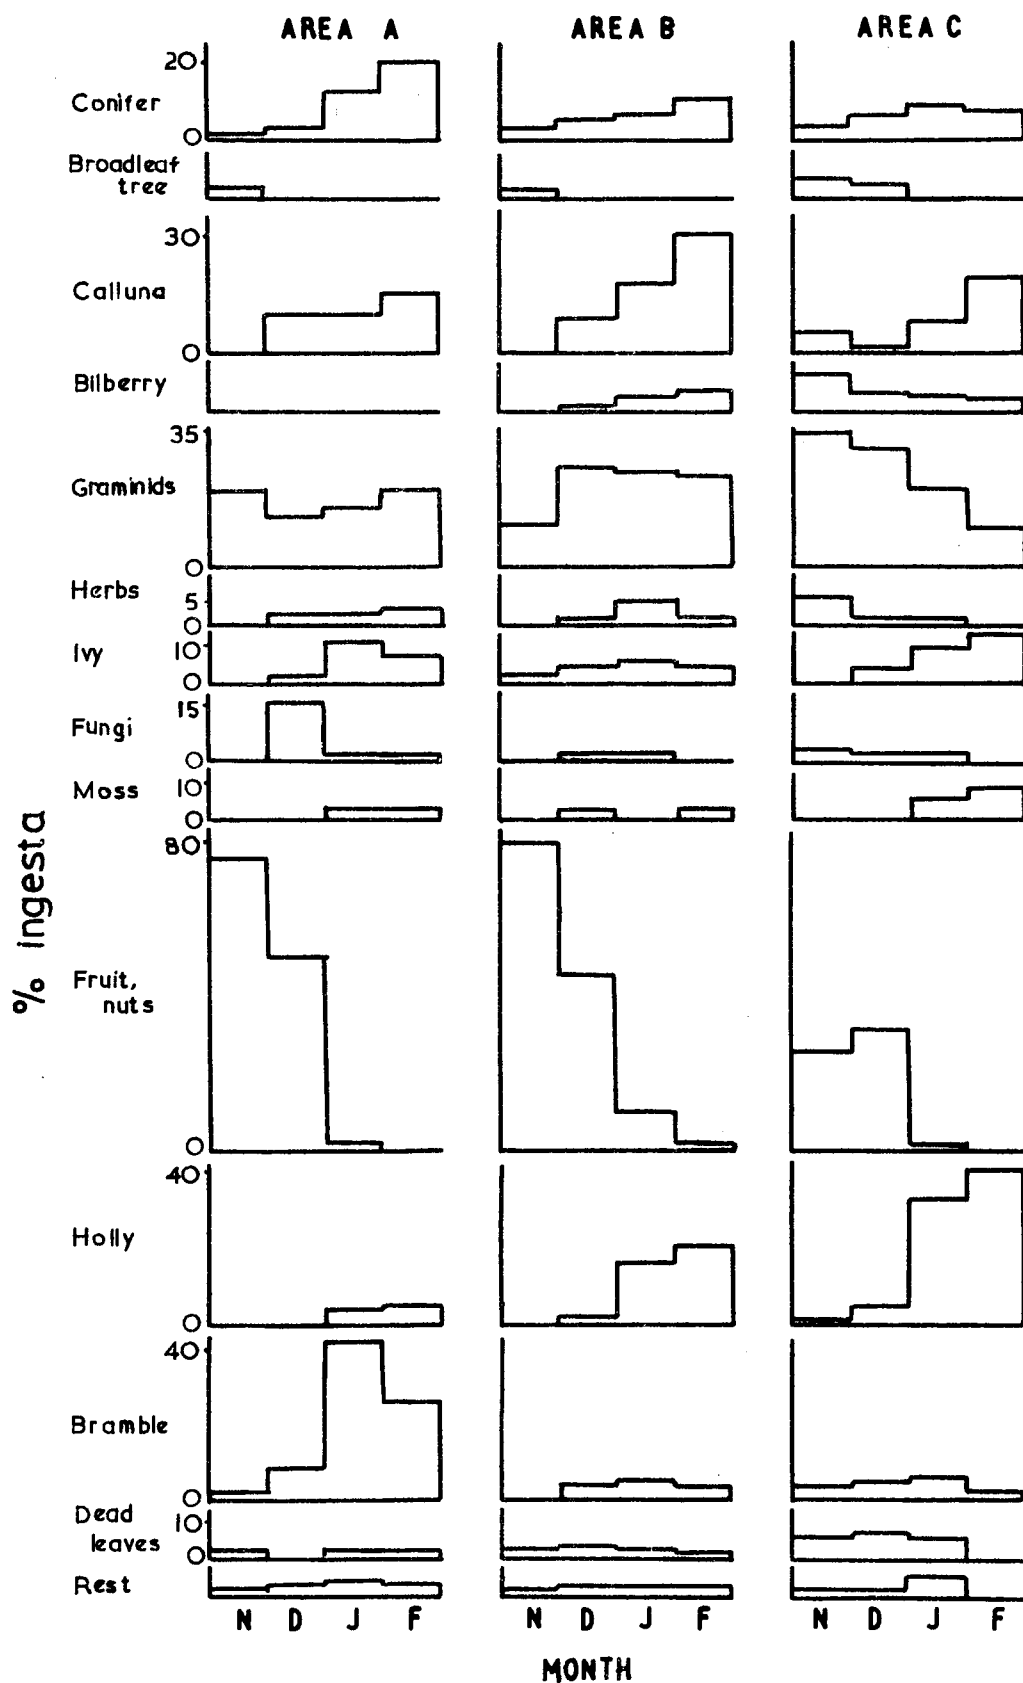 AREA A AREA B AREA C
20
Conifer
0
Broadleaf
tree
30
Calluna
0
Bilberry
35
Graminids
0
Herbs
5
0
Ivy
10
0
15
Fungi
0
Moss
10
0
% ingesta
80
Fruit,
nuts
0
40
Holly
0
40
Bramble
0
Dead
leaves
10
0
Rest
N D J F N D J F N D J F
MONTH